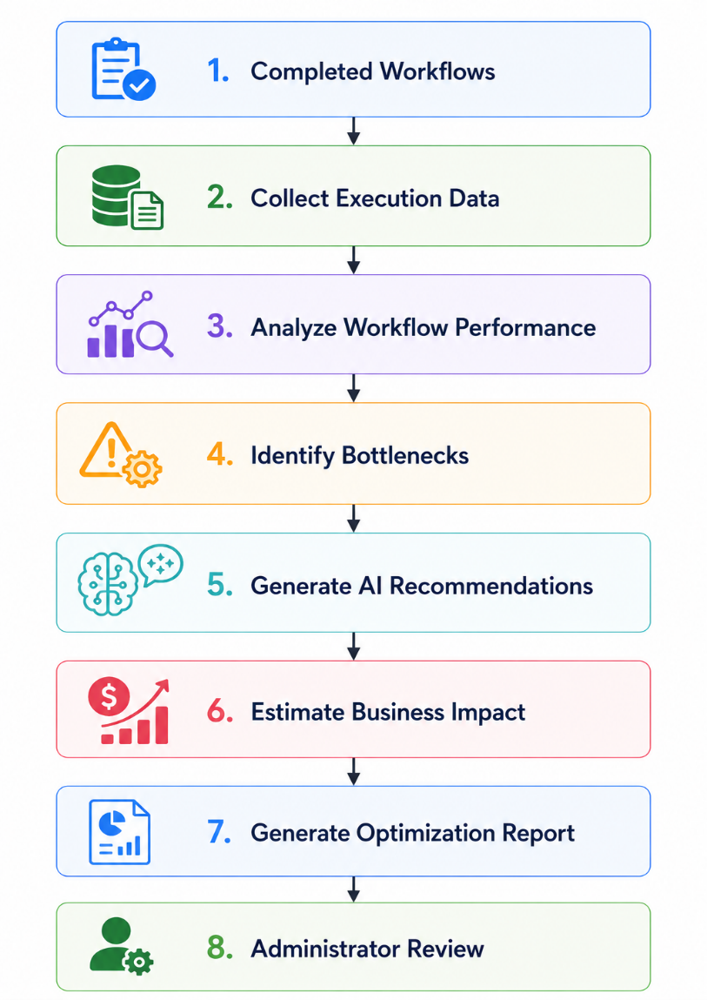 1. Completed Workflows
2. Collect Execution Data
3. Analyze Workflow Performance
4. Identify Bottlenecks
5. Generate AI Recommendations
$
6. Estimate Business Impact
7. Generate Optimization Report
8. Administrator Review